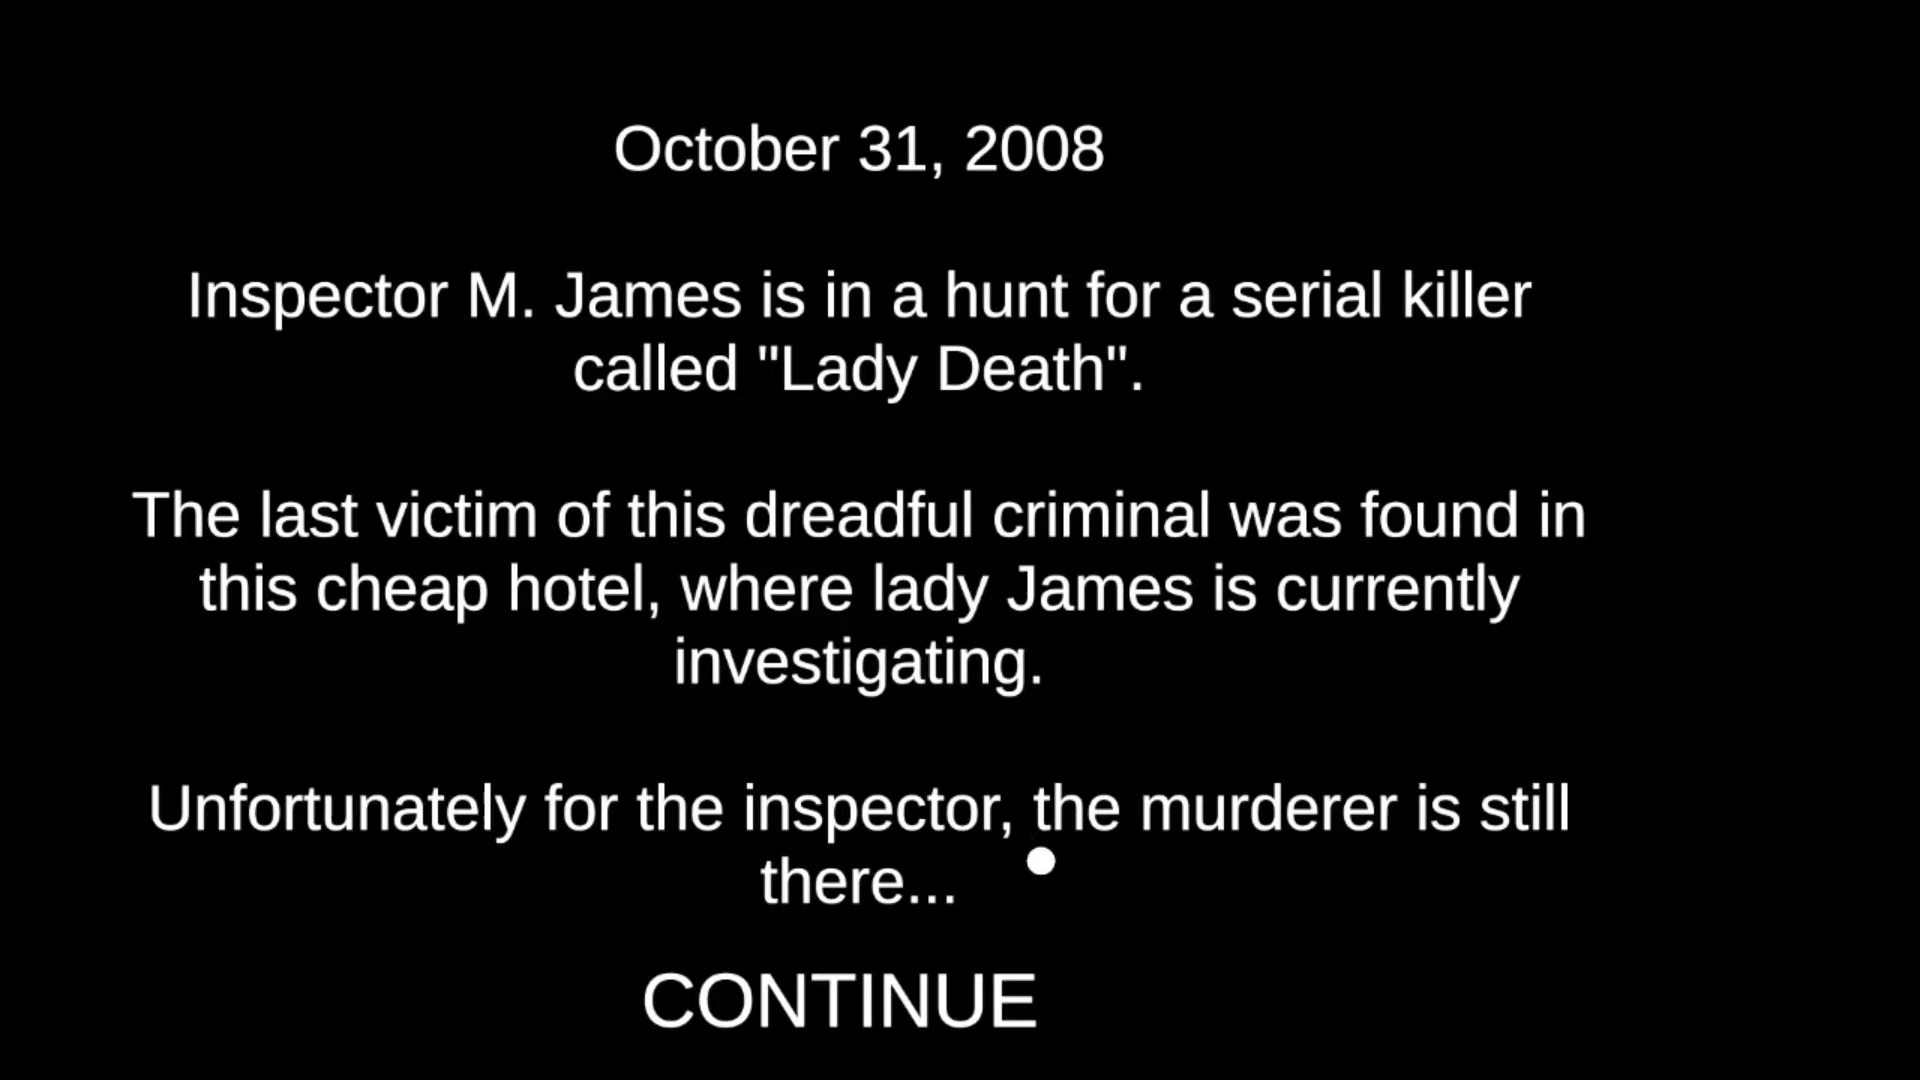 October 31, 2008
Inspector M. James is in a hunt for a serial killer
called "Lady Death".
The last victim of this dreadful criminal was found in
this cheap hotel, where lady James is currently
investigating.
Unfortunately for the inspector, the murderer is still
there...
CONTINUE